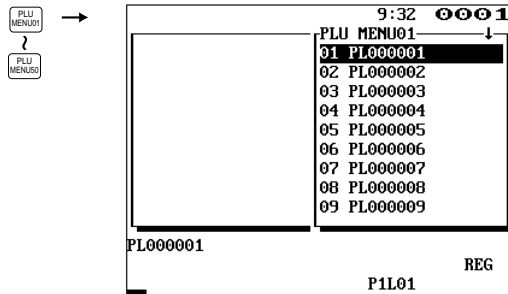 PLU
MENU01
~
PLU
MENU50
9:32 0001
PLU MENU01
01 PL000001
02 PL000002
03 PL000003
04 PL000004
05 PL000005
06 PL000006
07 PL000007
08 PL000008
09 PL000009
PL000001
REG
P1L01